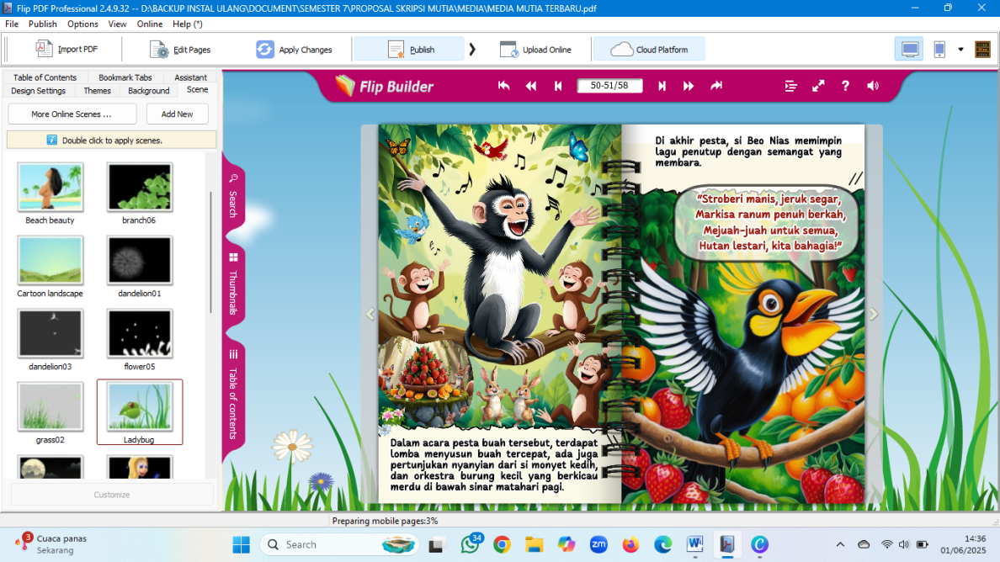 Flip PDF Professional 2.4.9.32 -- D:\BACKUP INSTAL ULANG\DOCUMENT\SEMESTER 7\PROPOSAL SKRIPSI MUTIA\MEDIA\MEDIA MUTIA TERBARU.pdf
File Publish Options View Online Help (*)
Import PDF Edit Pages Apply Changes Publish Upload Online Cloud Platform
Table of Contents Bookmark Tabs Assistant
Design Settings Themes Background Scene
More Online Scenes ... Add New
Double click to apply scenes.
Beach beauty branch06
Cartoon landscape dandelion01
dandelion03 flower05
grass02 Ladybug
Customize
Flip Builder
50-51/58
Search
Thumbnails
Table of contents
Dalam acara pesta buah tersebut, terdapat
lomba menyusun buah tercepat, ada juga
pertunjukan nyanyian dari si monyet kedih,
dan orkestra burung kecil yang berkicau
merdu di bawah sinar matahari pagi.
Di akhir pesta, si Beo Nias memimpin
lagu penutup dengan semangat yang
membara.
"Stroberi manis, jeruk segar,
Markisa ranum penuh berkah,
Mejuah-juah untuk semua,
Hutan lestari, kita bahagia!"
Preparing mobile pages:3%
3
Cuaca panas
Sekarang
Search
34
zm
14:36
01/06/2025